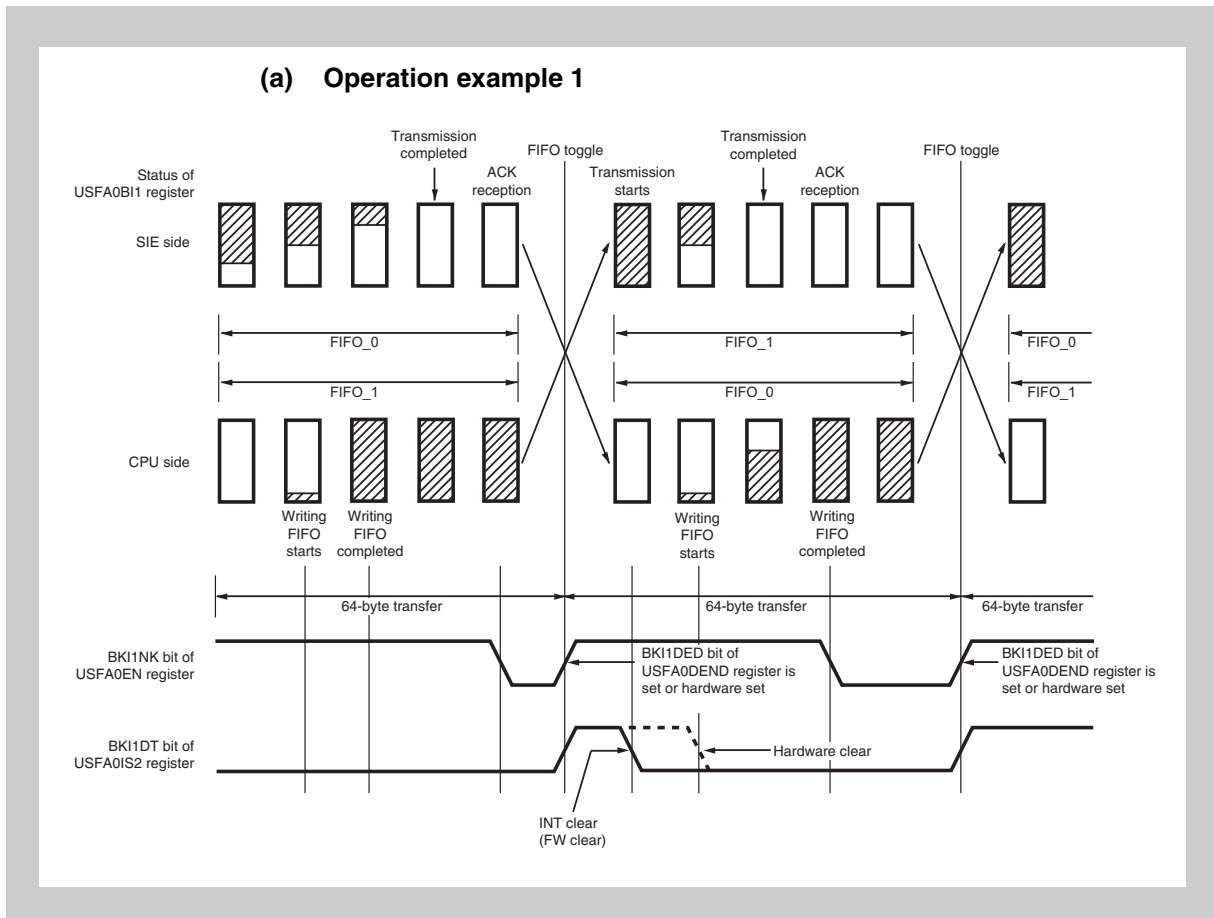 (a) Operation example 1
Transmission
completed
FIFO toggle
Transmission
completed
FIFO toggle
Status of
USFA0BI1 register
ACK
reception
Transmission
starts
ACK
reception
SIE side
FIFO_0
FIFO_1
FIFO_0
FIFO_1
FIFO_0
FIFO_1
CPU side
Writing
FIFO
starts
Writing
FIFO
completed
Writing
FIFO
starts
Writing
FIFO
completed
64-byte transfer
64-byte transfer
64-byte transfer
BKI1NK bit of
USFA0EN register
BKI1DED bit of
USFA0DEND register is
set or hardware set
BKI1DED bit of
USFA0DEND register is
set or hardware set
BKI1DT bit of
USFA0IS2 register
Hardware clear
INT clear
(FW clear)